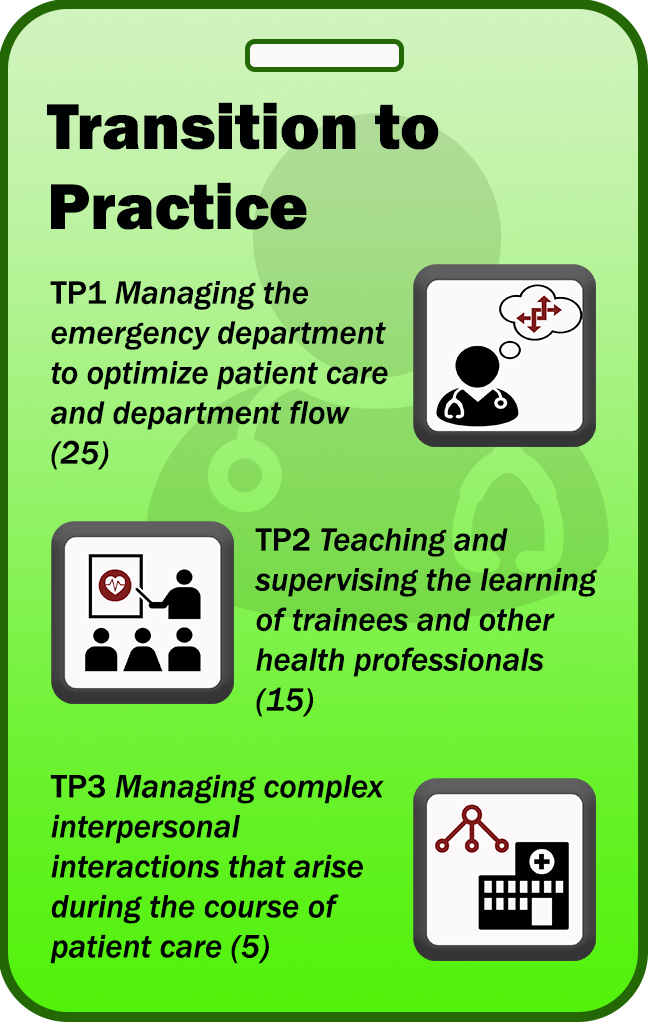 Transition to
Practice
TP1 Managing the
emergency department
to optimize patient care
and department flow
(25)
TP2 Teaching and
supervising the learning
of trainees and other
health professionals
(15)
TP3 Managing complex
interpersonal
interactions that arise
during the course of
patient care (5)